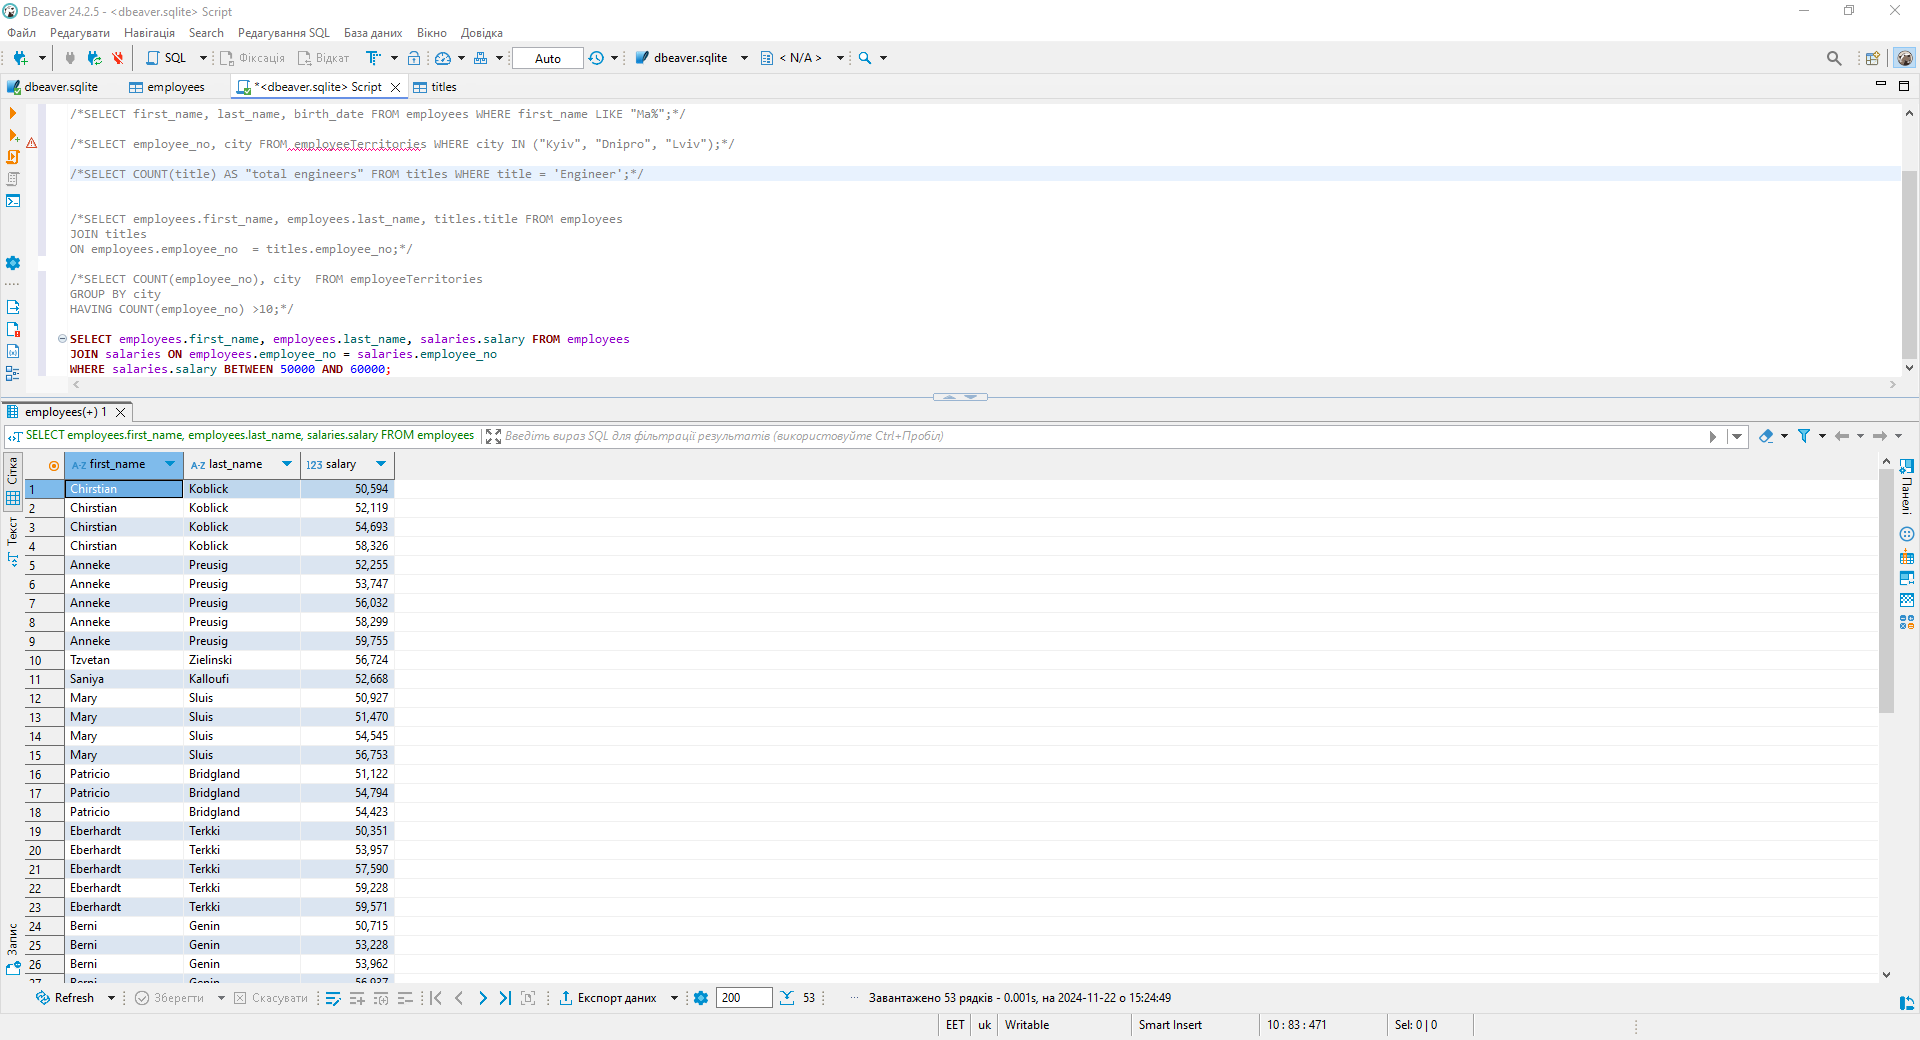 DBeaver 24.2.5 - <dbeaver.sqlite> Script
Файл Редагувати Навігація Search Редагування SQL База даних Вікно Довідка
SQL Фіксація Відкат Auto dbeaver.sqlite < N/A >
dbeaver.sqlite employees *<dbeaver.sqlite> Script titles
/*SELECT first_name, last_name, birth_date FROM employees WHERE first_name LIKE "Ma%";*/
/*SELECT employee_no, city FROM employeeTerritories WHERE city IN ("Kyiv", "Dnipro", "Lviv");*/
/*SELECT COUNT(title) AS "total engineers" FROM titles WHERE title = 'Engineer';*/
/*SELECT employees.first_name, employees.last_name, titles.title FROM employees
JOIN titles
ON employees.employee_no  = titles.employee_no;*/
/*SELECT COUNT(employee_no), city  FROM employeeTerritories
GROUP BY city
HAVING COUNT(employee_no) >10;*/
SELECT employees.first_name, employees.last_name, salaries.salary FROM employees
JOIN salaries ON employees.employee_no = salaries.employee_no
WHERE salaries.salary BETWEEN 50000 AND 60000;
employees(+) 1
SELECT employees.first_name, employees.last_name, salaries.salary FROM employees Введіть вираз SQL для фільтрації результатів (використовуйте Ctrl+Пробіл)
Сітка
Текст
Запис
Панелі
A-Z first_name A-Z last_name 123 salary
1 Chirstian Koblick 50,594
2 Chirstian Koblick 52,119
3 Chirstian Koblick 54,693
4 Chirstian Koblick 58,326
5 Anneke Preusig 52,255
6 Anneke Preusig 53,747
7 Anneke Preusig 56,032
8 Anneke Preusig 58,299
9 Anneke Preusig 59,755
10 Tzvetan Zielinski 56,724
11 Saniya Kalloufi 52,668
12 Mary Sluis 50,927
13 Mary Sluis 51,470
14 Mary Sluis 54,545
15 Mary Sluis 56,753
16 Patricio Bridgland 51,122
17 Patricio Bridgland 54,794
18 Patricio Bridgland 54,423
19 Eberhardt Terkki 50,351
20 Eberhardt Terkki 53,957
21 Eberhardt Terkki 57,590
22 Eberhardt Terkki 59,228
23 Eberhardt Terkki 59,571
24 Berni Genin 50,715
25 Berni Genin 53,228
26 Berni Genin 53,962
27 Berni Genin 56,937
Refresh Зберегти Скасувати Експорт даних 200 53 Завантажено 53 рядків - 0.001s, на 2024-11-22 о 15:24:49
EET uk Writable Smart Insert 10 : 83 : 471 Sel: 0 | 0